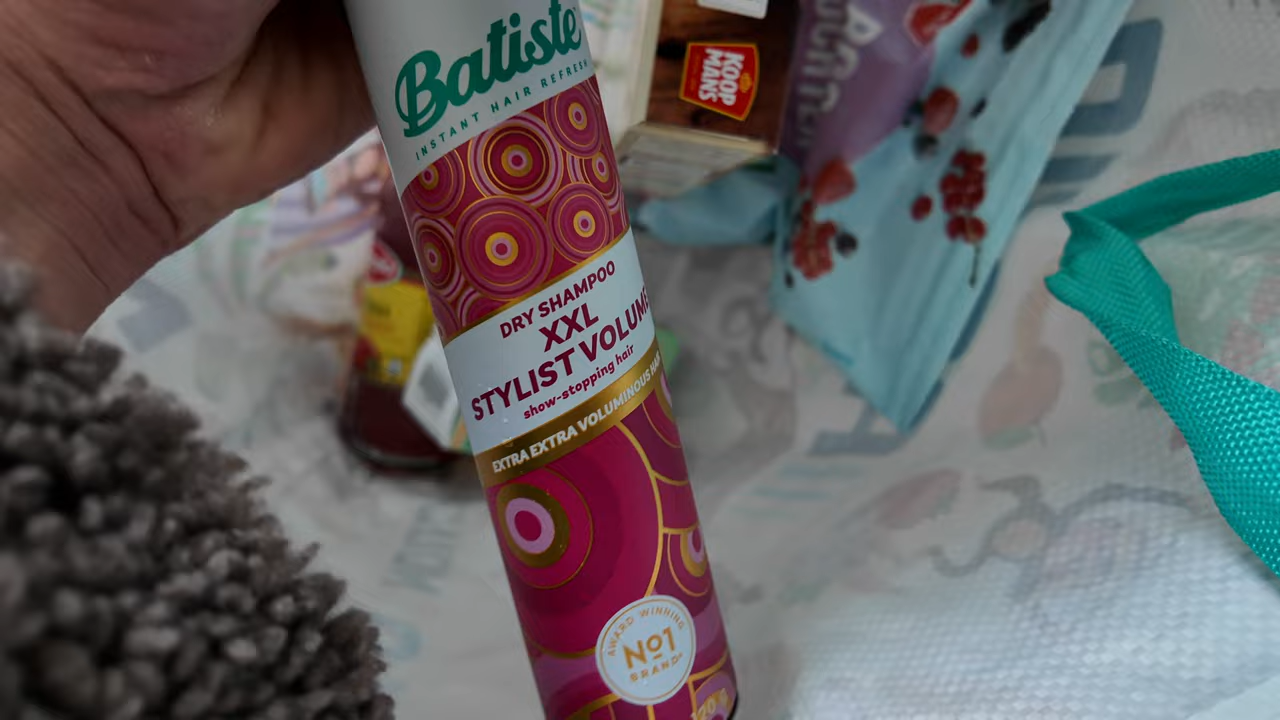 Batiste
INSTANT HAIR REFRESH
DRY SHAMPOO
XXL
STYLIST VOLUME
show-stopping hair
EXTRA EXTRA VOLUMINOUS HAIR
AWARD WINNING
No1
BRAND
KOOP
MANS